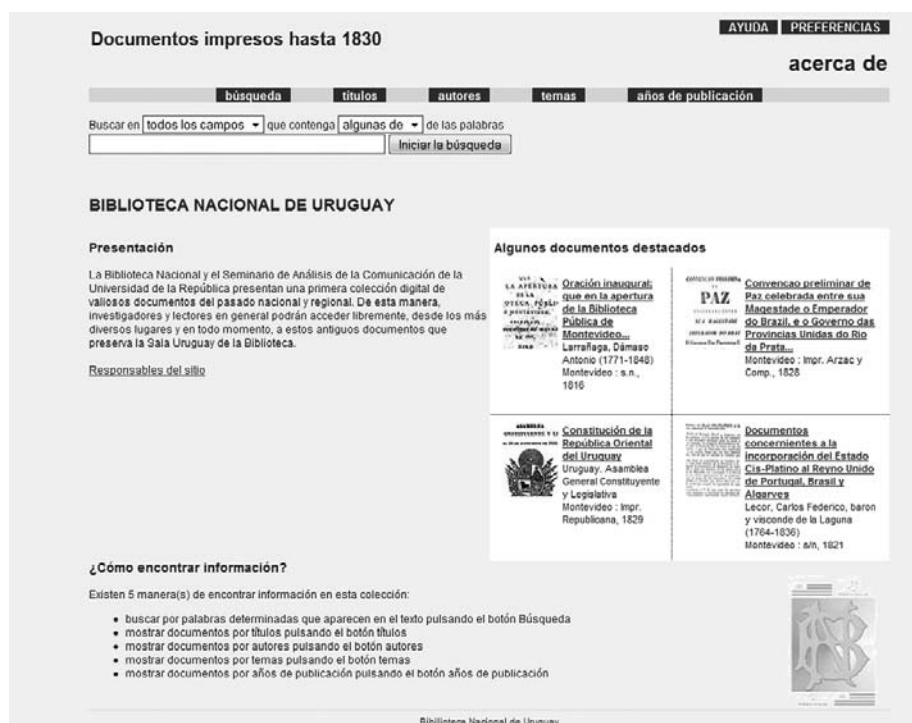 Documentos impresos hasta 1830
AYUDA PREFERENCIAS
acerca de
búsqueda títulos autores temas años de publicación
Buscar en todos los campos que contenga algunas de de las palabras
Iniciar la búsqueda
BIBLIOTECA NACIONAL DE URUGUAY
Presentación
La Biblioteca Nacional y el Seminario de Análisis de la Comunicación de la
Universidad de la República presentan una primera colección digital de
valiosos documentos del pasado nacional y regional. De esta manera,
investigadores y lectores en general podrán acceder libremente, desde los más
diversos lugares y en todo momento, a estos antiguos documentos que
preserva la Sala Uruguay de la Biblioteca.
Responsables del sitio
Algunos documentos destacados
LA APERTURA
Oración inaugural:
que en la apertura
de la Biblioteca
Pública de
Montevideo...
Larrañaga, Dámaso
Antonio (1771-1848)
Montevideo : s.n.,
1816
PAZ
Convencao preliminar de
Paz celebrada entre sua
Magestade o Emperador
do Brazil, e o Governo das
Provincias Unidas do Rio
da Prata...
Montevideo : Impr. Arzac y
Comp., 1828
Constitución de la
República Oriental
del Uruguay
Uruguay. Asamblea
General Constituyente
y Legislativa
Montevideo : Impr.
Republicana, 1829
Documentos
concernientes a la
incorporación del Estado
Cis-Platino al Reyno Unido
de Portugal, Brasil y
Algarves
Lecor, Carlos Federico, baron
y visconde de la Laguna
(1764-1836)
Montevideo : s/n, 1821
¿Cómo encontrar información?
Existen 5 manera(s) de encontrar información en esta colección:
• buscar por palabras determinadas que aparecen en el texto pulsando el botón Búsqueda
• mostrar documentos por títulos pulsando el botón títulos
• mostrar documentos por autores pulsando el botón autores
• mostrar documentos por temas pulsando el botón temas
• mostrar documentos por años de publicación pulsando el botón años de publicación
Biblioteca Nacional de Uruguay